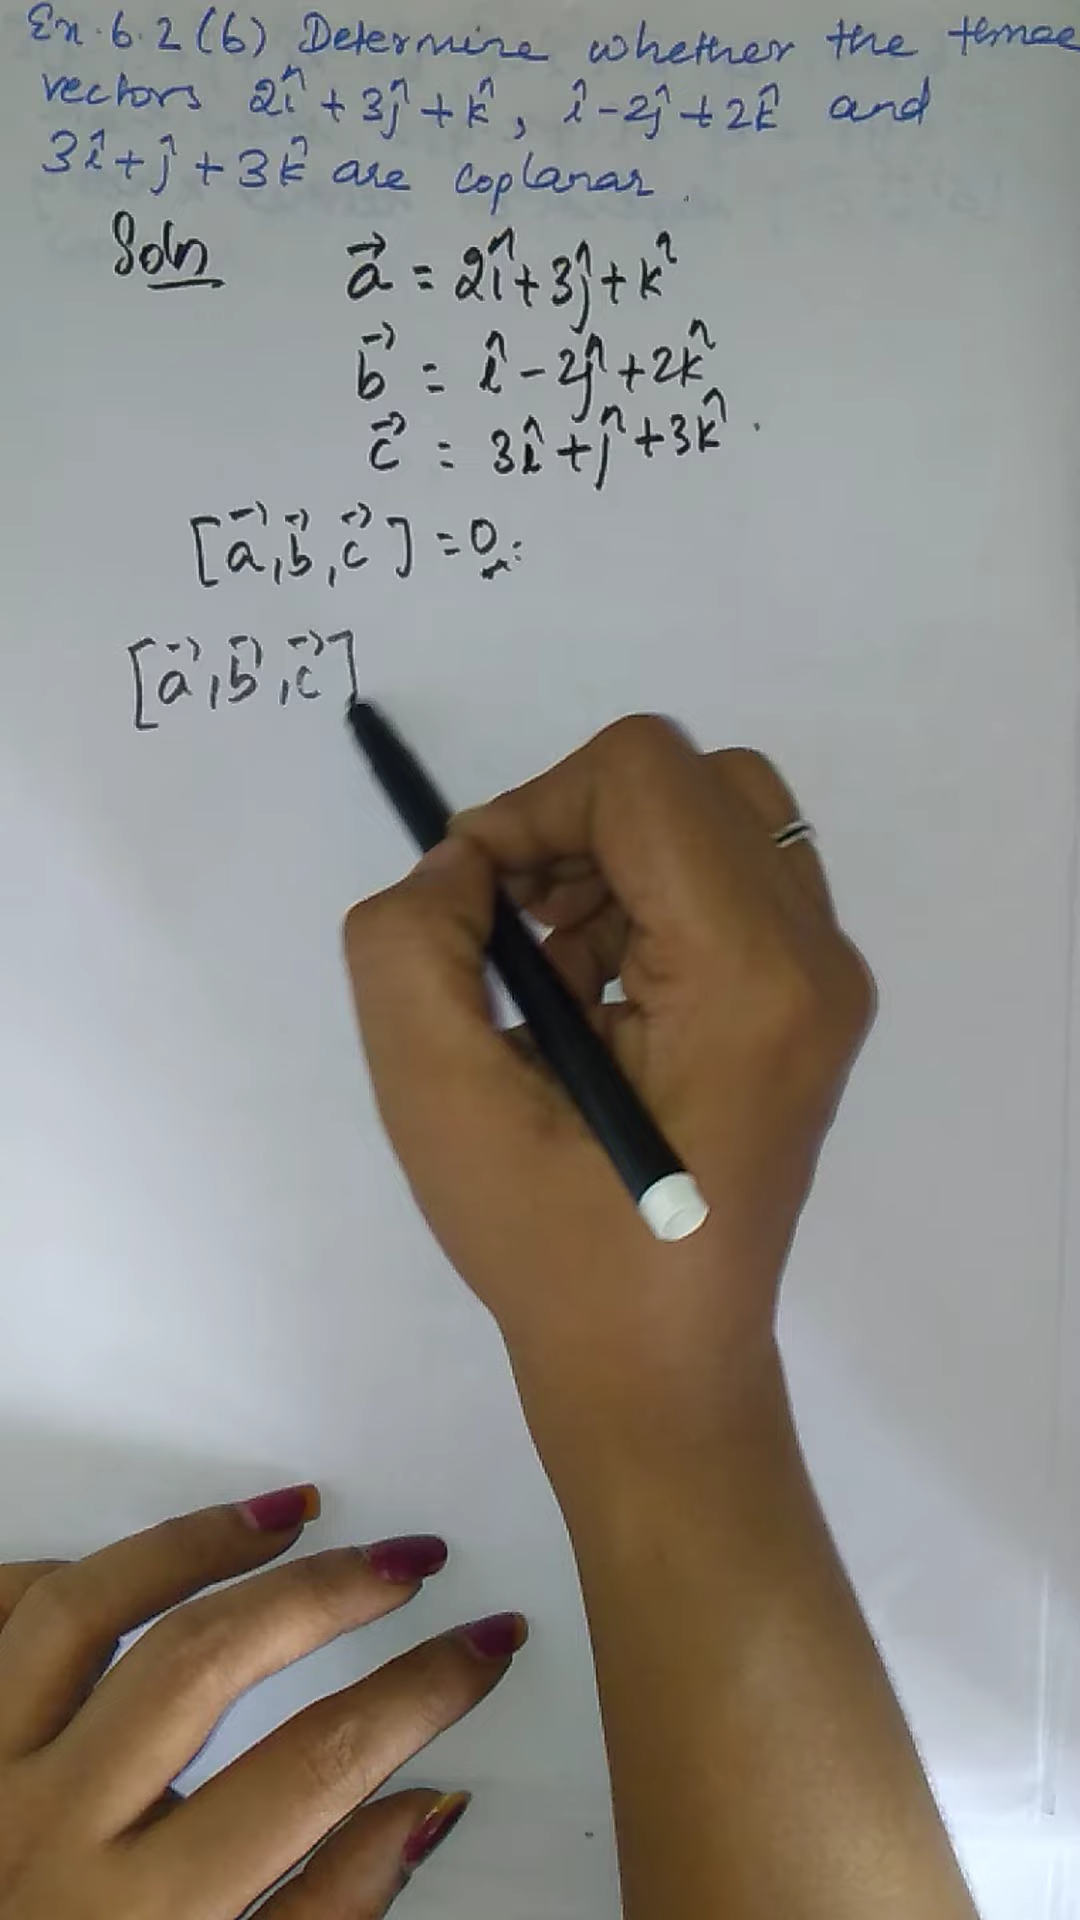 Ex. 6.2 (6) Determine whether the three
vectors 2î + 3ĵ + k̂, î - 2ĵ + 2k̂ and
3î + ĵ + 3k̂ are coplanar.
Soln a⃗ = 2î + 3ĵ + k̂
b⃗ = î - 2ĵ + 2k̂
c⃗ = 3î + ĵ + 3k̂.
[a⃗, b⃗, c⃗] = 0.
[a⃗, b⃗, c⃗]